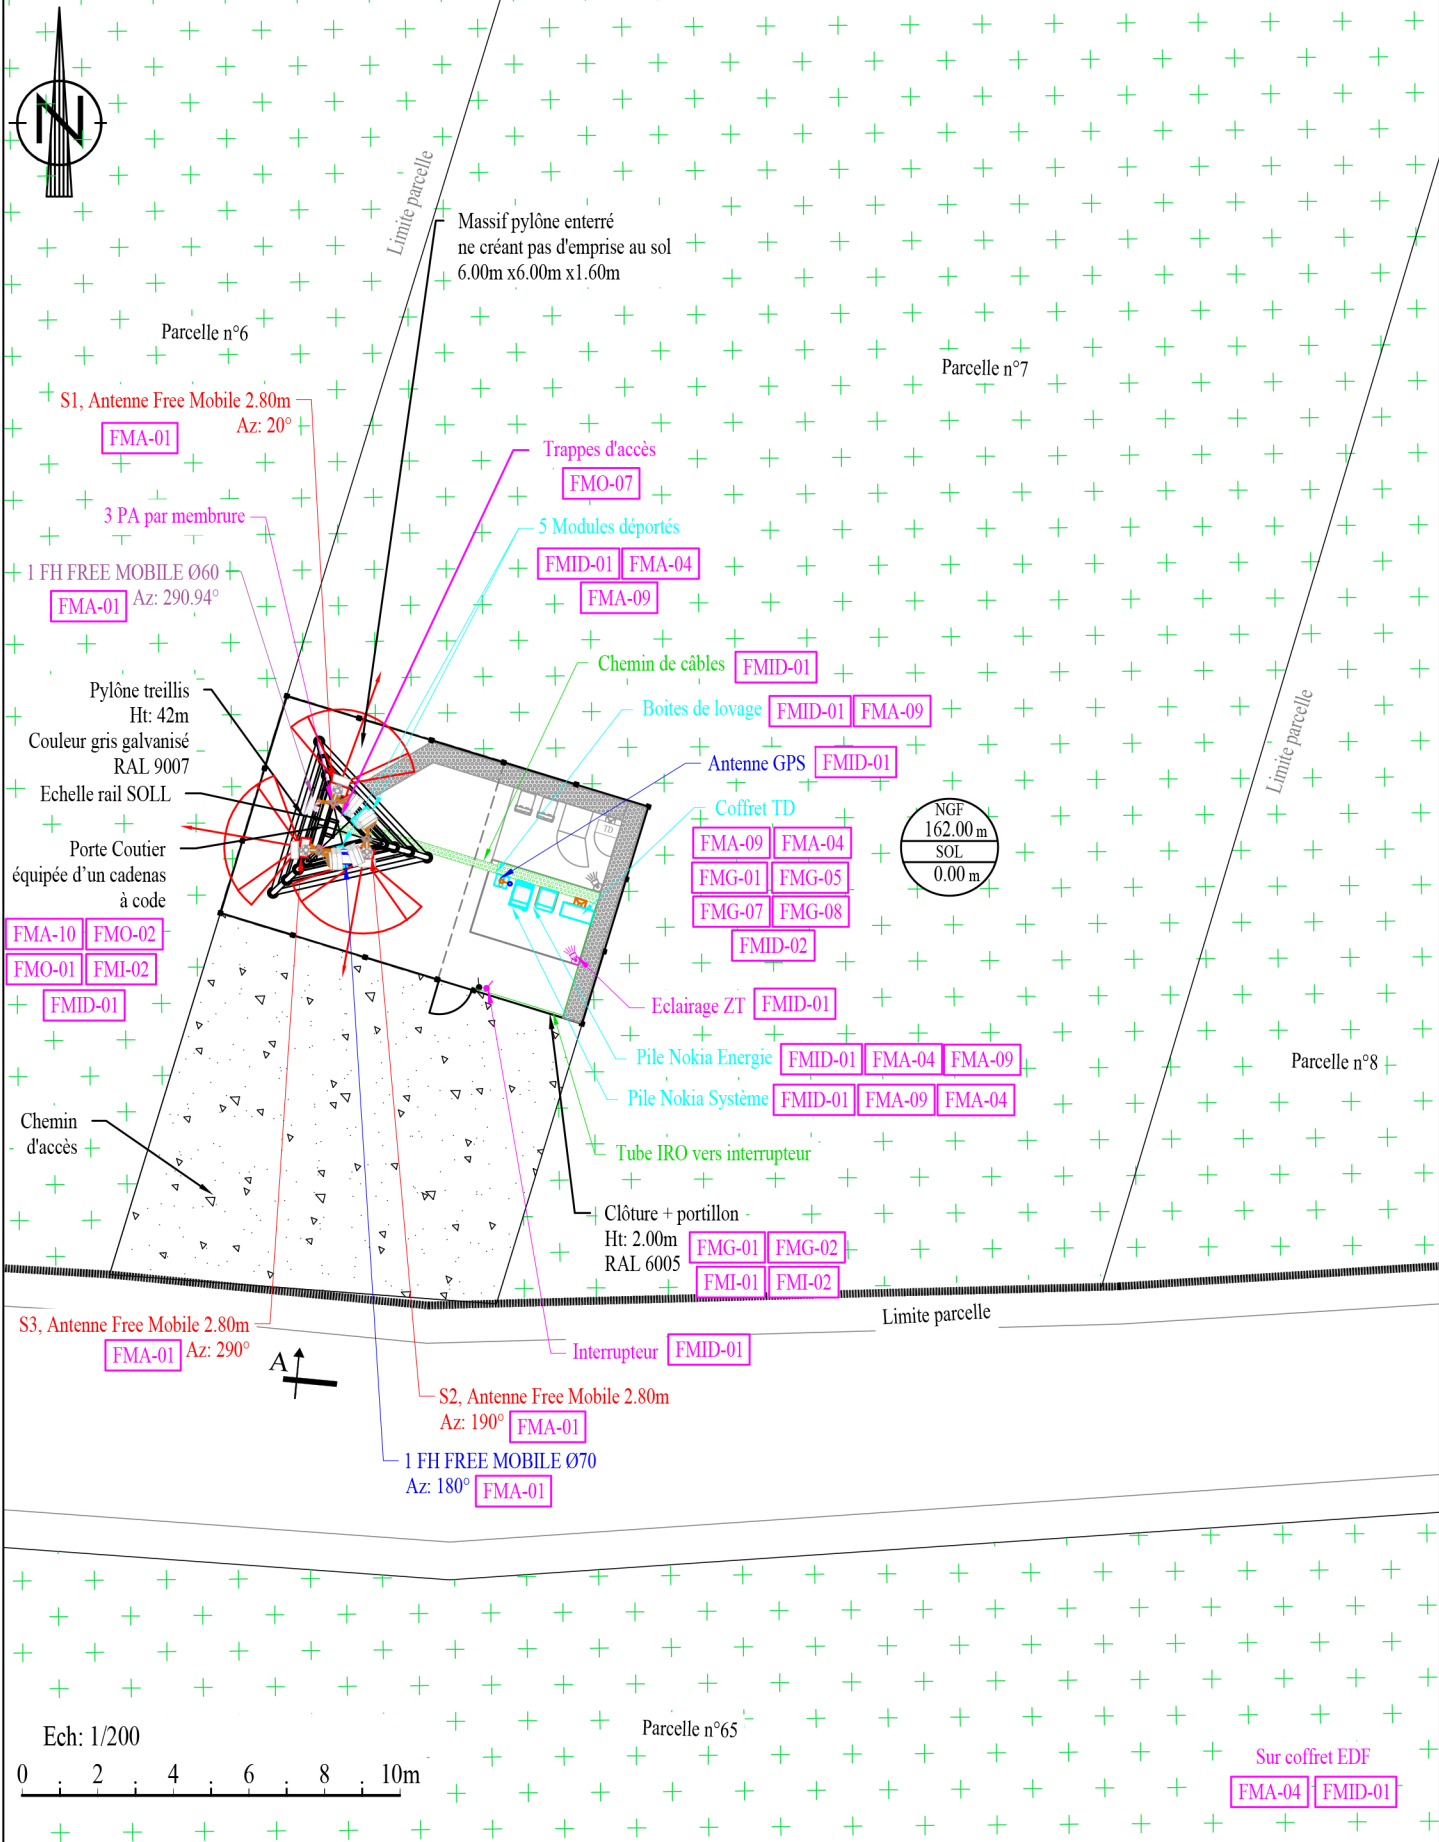 N
Limite parcelle
Massif pylône enterré
ne créant pas d'emprise au sol
6.00m x6.00m x1.60m
Parcelle n°6
Parcelle n°7
S1, Antenne Free Mobile 2.80m
Az: 20°
FMA-01
Trappes d'accès
FMO-07
3 PA par membrure
5 Modules déportés
FMID-01 FMA-04
FMA-09
1 FH FREE MOBILE Ø60
FMA-01 Az: 290.94°
Chemin de câbles FMID-01
Pylône treillis
Ht: 42m
Couleur gris galvanisé
RAL 9007
Boites de lovage FMID-01 FMA-09
Limite parcelle
Antenne GPS FMID-01
Echelle rail SOLL
Coffret TD
FMA-09 FMA-04
FMG-01 FMG-05
FMG-07 FMG-08
FMID-02
TD
NGF
162.00 m
SOL
0.00 m
Porte Coutier
équipée d'un cadenas
à code
FMA-10 FMO-02
FMO-01 FMI-02
FMID-01
Eclairage ZT FMID-01
Pile Nokia Energie FMID-01 FMA-04 FMA-09
Parcelle n°8
Pile Nokia Système FMID-01 FMA-09 FMA-04
Chemin
d'accès
Tube IRO vers interrupteur
Clôture + portillon
Ht: 2.00m
RAL 6005
FMG-01 FMG-02
FMI-01 FMI-02
Limite parcelle
S3, Antenne Free Mobile 2.80m
FMA-01 Az: 290°
A
Interrupteur FMID-01
S2, Antenne Free Mobile 2.80m
Az: 190° FMA-01
1 FH FREE MOBILE Ø70
Az: 180° FMA-01
Parcelle n°65
Ech: 1/200
0 2 4 6 8 10m
Sur coffret EDF
FMA-04 FMID-01